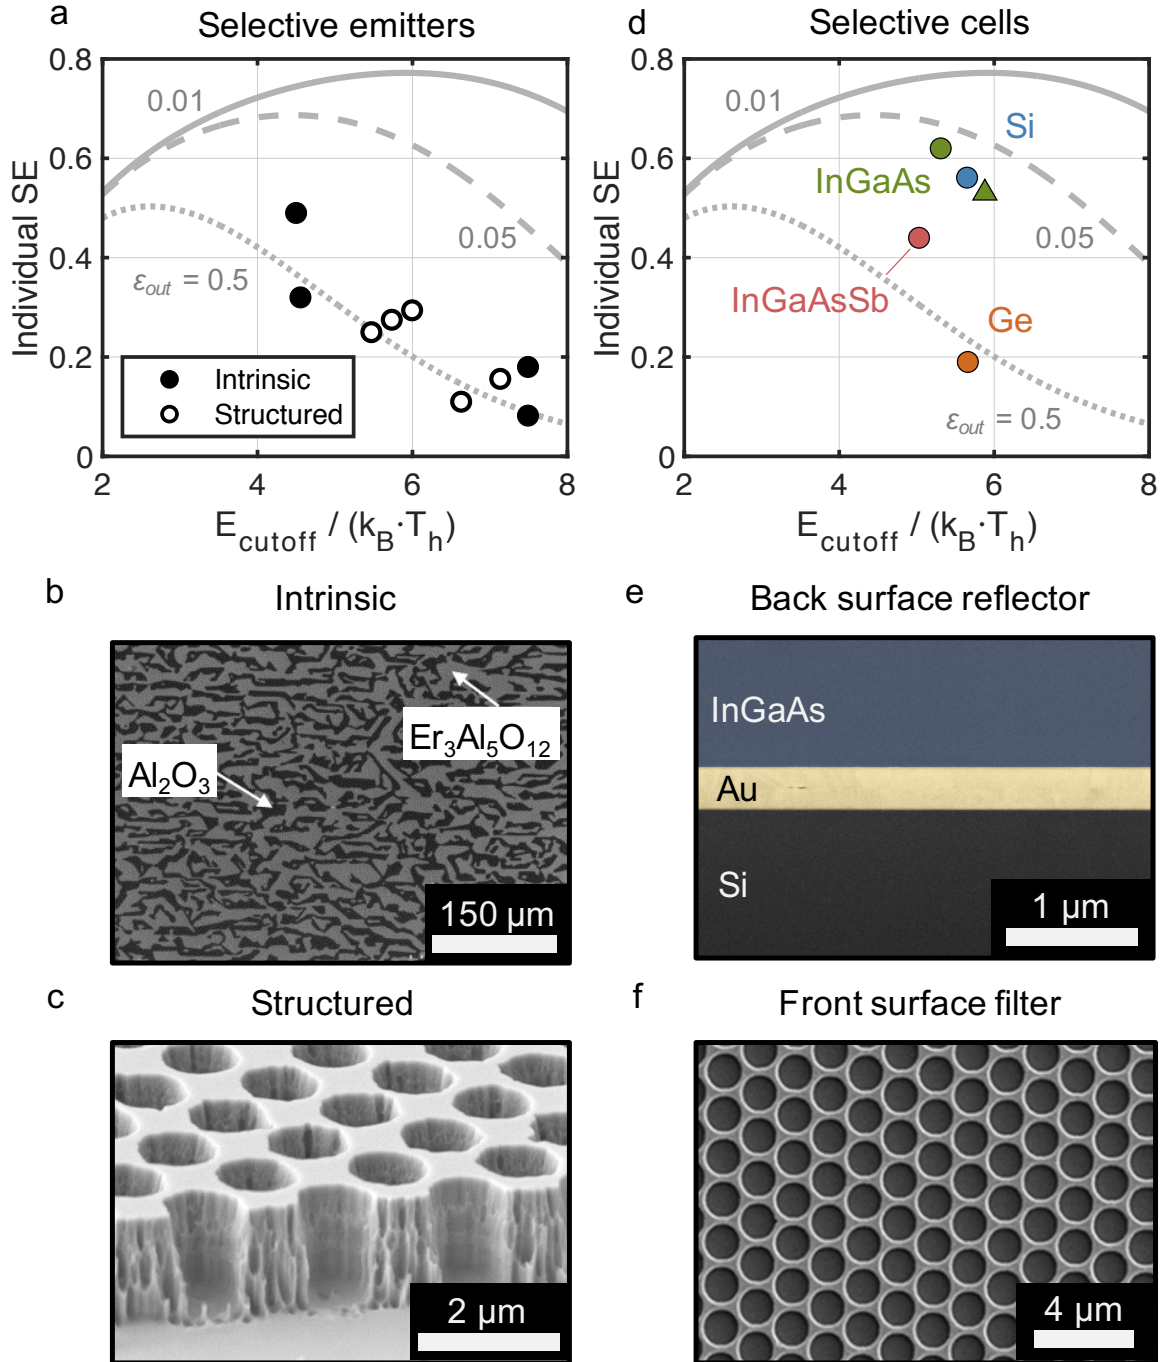 a
Selective emitters
0.8
0.6
0.4
0.2
0
Individual SE
0.01
0.05
εout = 0.5
Intrinsic
Structured
2
4
6
8
Ecutoff / (kB·Th)
d
Selective cells
0.8
0.6
0.4
0.2
0
Individual SE
0.01
Si
InGaAs
0.05
InGaAsSb
Ge
εout = 0.5
2
4
6
8
Ecutoff / (kB·Th)
b
Intrinsic
Er3Al5O12
Al2O3
150 μm
e
Back surface reflector
InGaAs
Au
Si
1 μm
c
Structured
2 μm
f
Front surface filter
4 μm